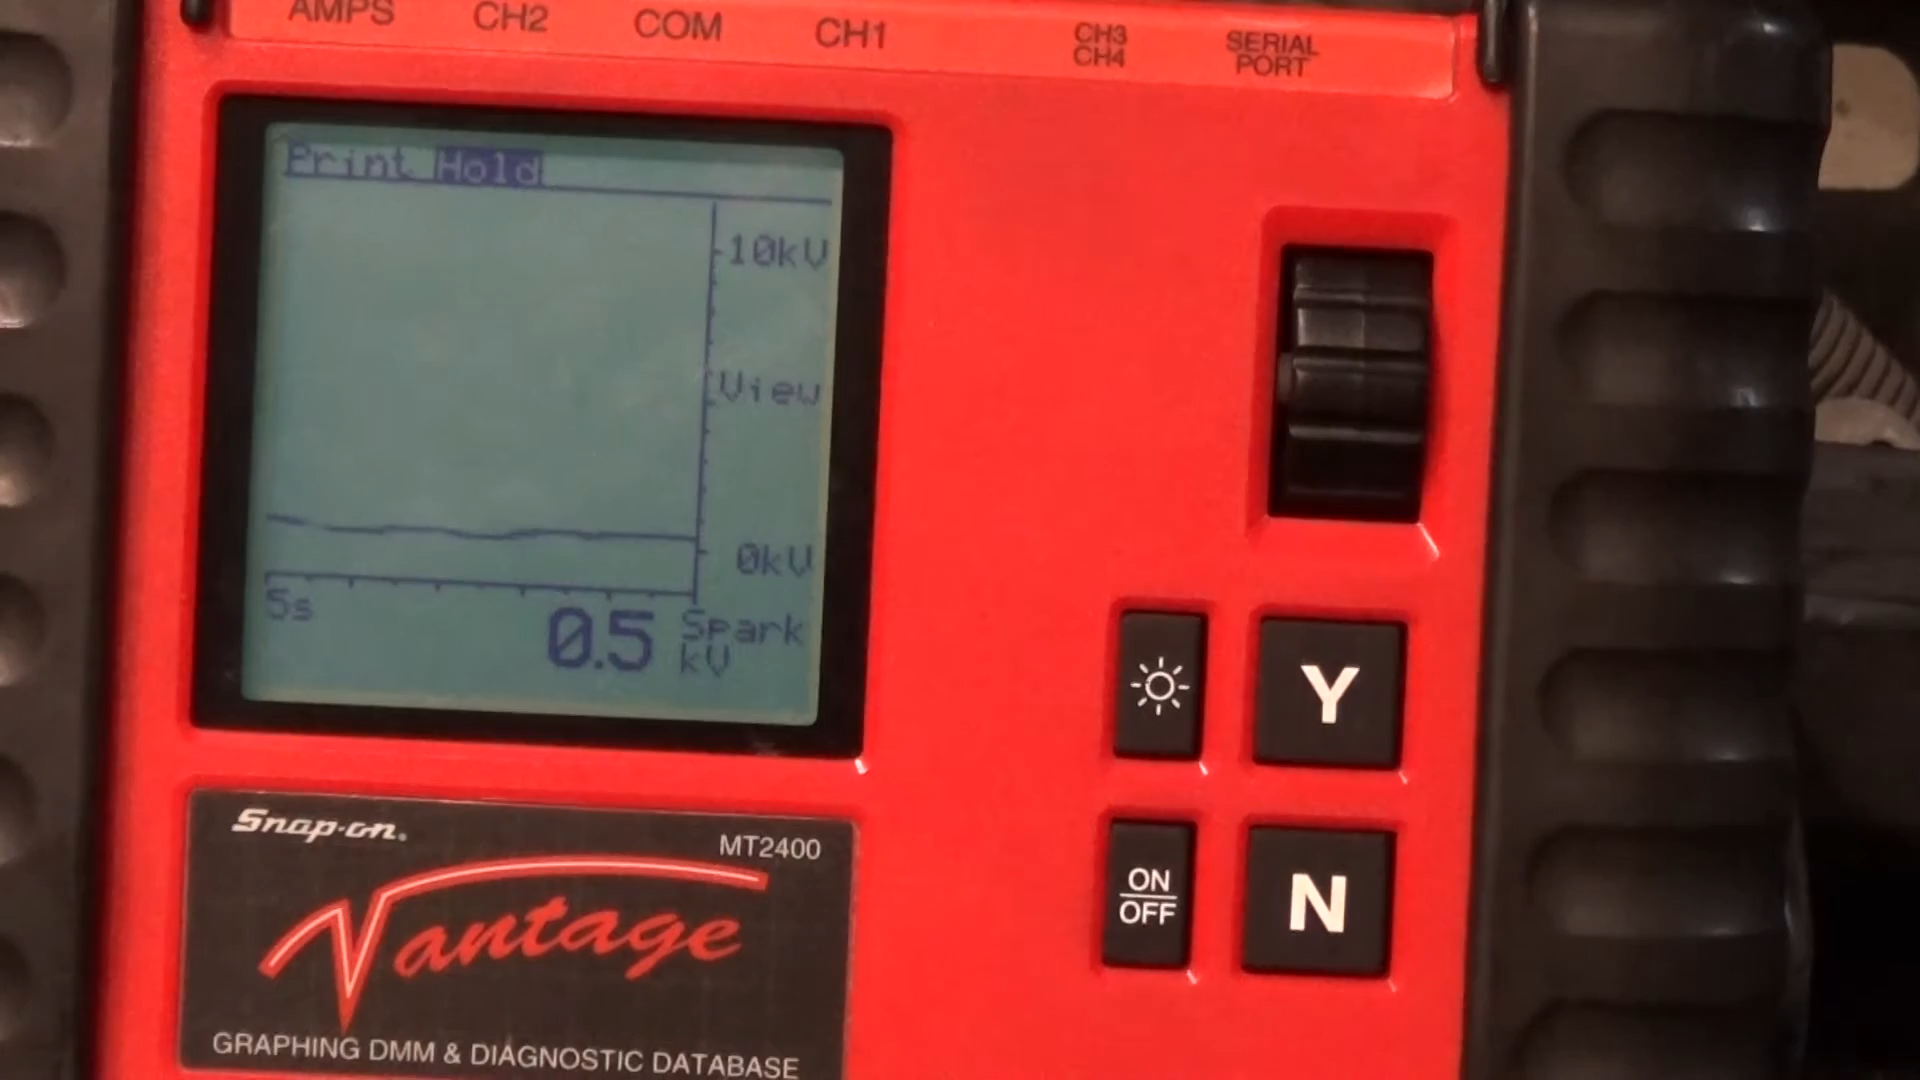 AMPS CH2 COM CH1 CH3 SERIAL
CH4 PORT
Print Hold
10kV
View
0kV
5s
0.5 Spark
kV
Y
ON
OFF
N
Snap-on®
MT2400
Vantage
GRAPHING DMM & DIAGNOSTIC DATABASE